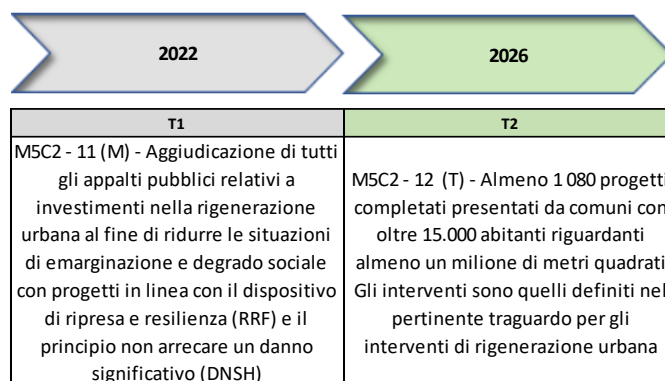 2022
2026
T1
T2
M5C2 - 11 (M) - Aggiudicazione di tutti
gli appalti pubblici relativi a
investimenti nella rigenerazione
urbana al fine di ridurre le situazioni
di emarginazione e degrado sociale
con progetti in linea con il dispositivo
di ripresa e resilienza (RRF) e il
principio non arrecare un danno
significativo (DNSH)
M5C2 - 12 (T) - Almeno 1 080 progetti
completati presentati da comuni con
oltre 15.000 abitanti riguardanti
almeno un milione di metri quadrati
Gli interventi sono quelli definiti nel
pertinente traguardo per gli
interventi di rigenerazione urbana